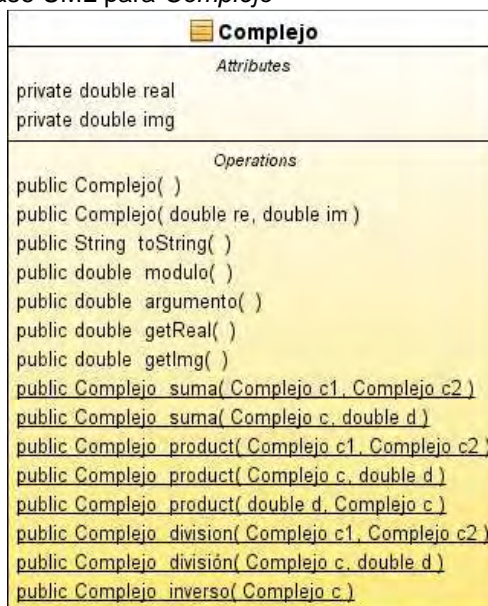 UML para Complejo
Complejo
Attributes
private double real
private double img
Operations
public Complejo( )
public Complejo( double re, double im )
public String toString( )
public double modulo( )
public double argumento( )
public double getReal( )
public double getImg( )
public Complejo suma( Complejo c1, Complejo c2 )
public Complejo suma( Complejo c, double d )
public Complejo product( Complejo c1, Complejo c2 )
public Complejo product( Complejo c, double d )
public Complejo product( double d, Complejo c )
public Complejo division( Complejo c1, Complejo c2 )
public Complejo división( Complejo c, double d )
public Complejo inverso( Complejo c )